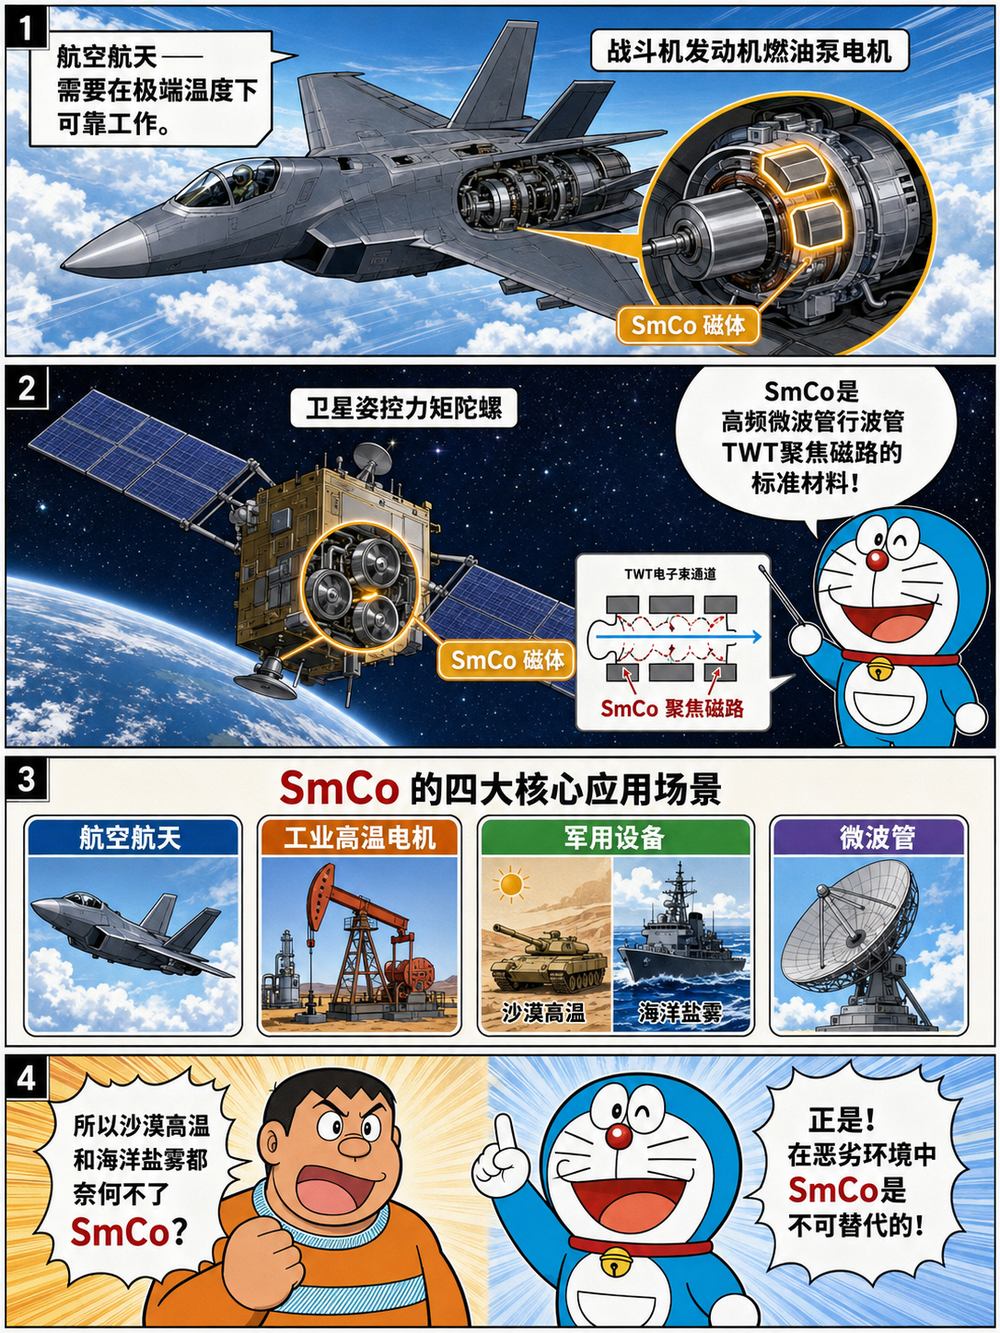 1
航空航天——
需要在极端温度下
可靠工作。
战斗机发动机燃油泵电机
SmCo 磁体
2
卫星姿控力矩陀螺
SmCo 磁体
SmCo是
高频微波管行波管
TWT聚焦磁路的
标准材料！
TWT电子束通道
SmCo 聚焦磁路
3
SmCo 的四大核心应用场景
航空航天
工业高温电机
军用设备
沙漠高温
海洋盐雾
微波管
4
所以沙漠高温
和海洋盐雾都
奈何不了
SmCo？
正是！
在恶劣环境中
SmCo是
不可替代的！